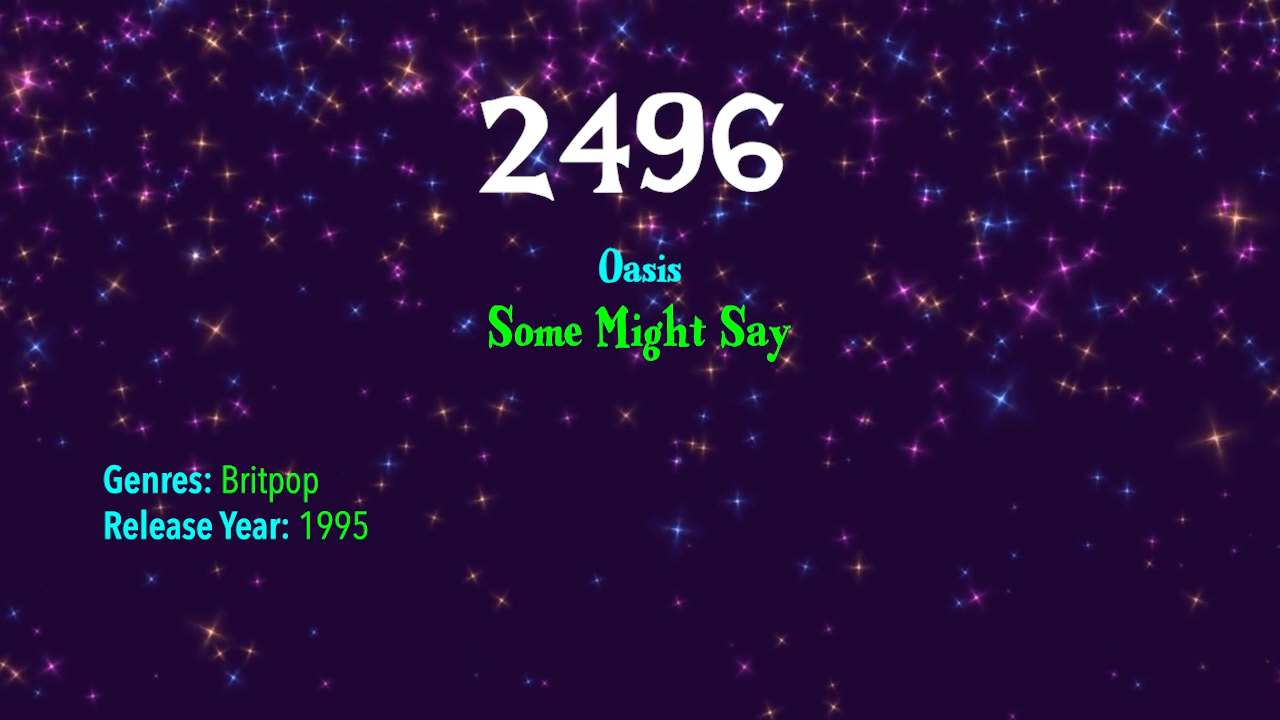 2496
Oasis
Some Might Say
Genres: Britpop
Release Year: 1995